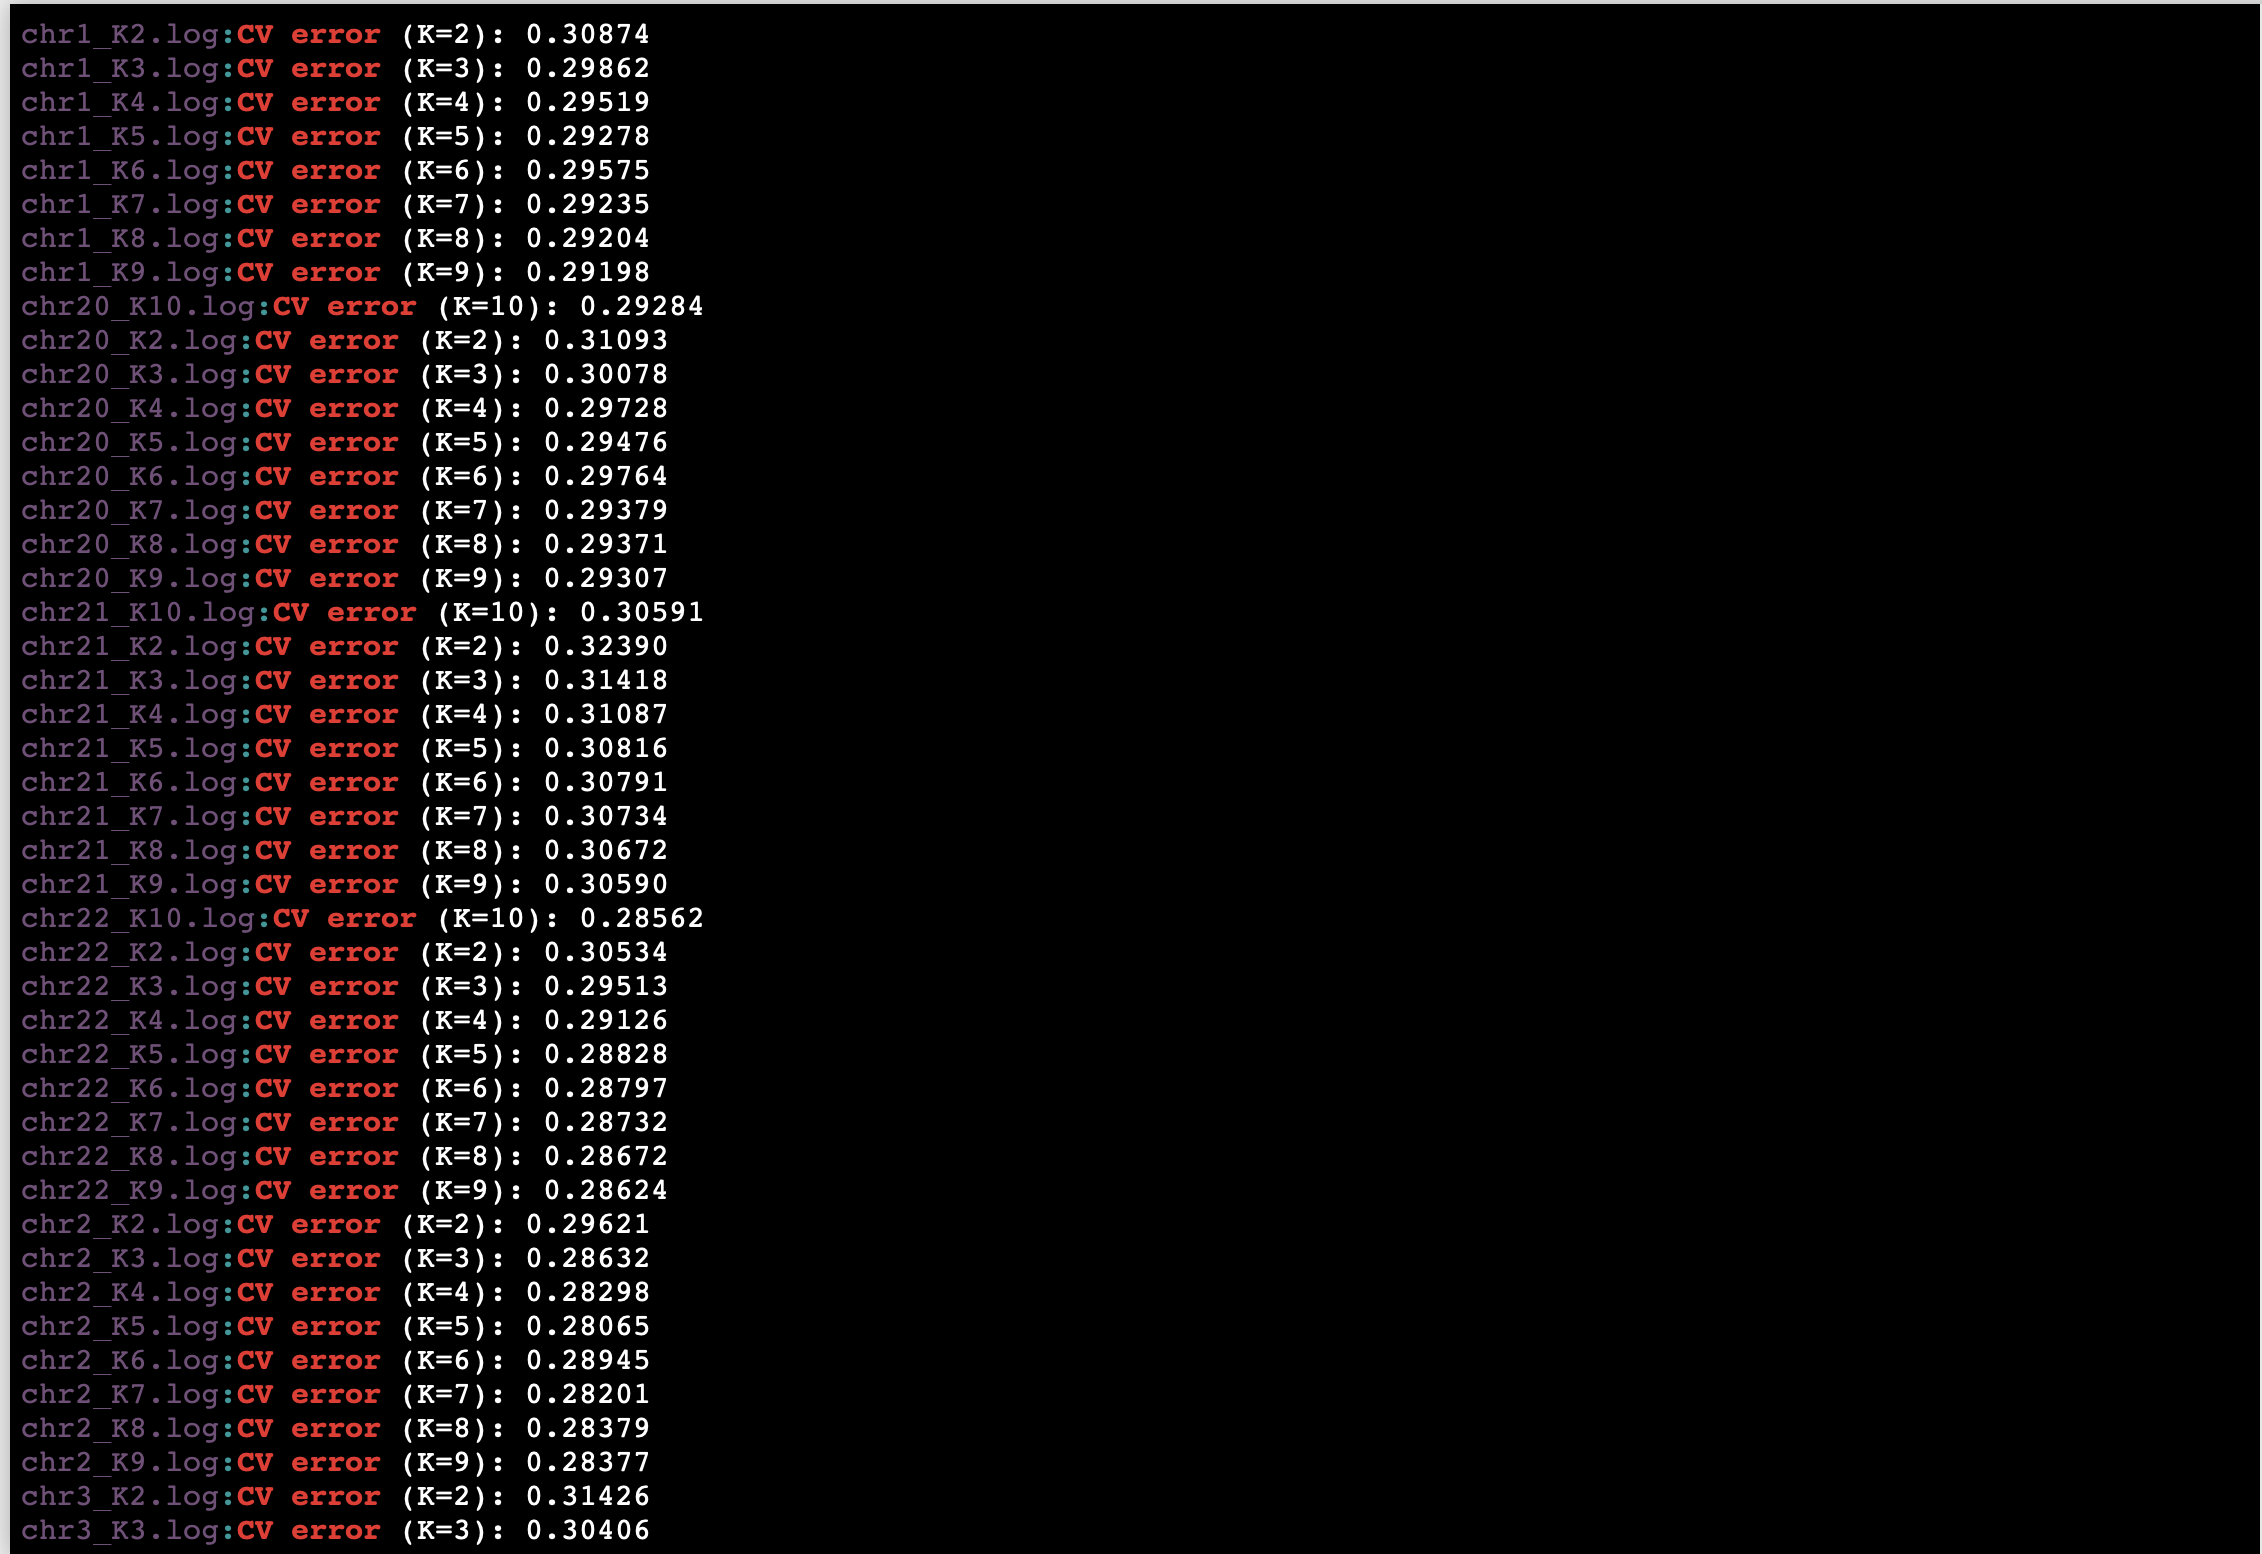 chr1_K2.log:CV error (K=2): 0.30874
chr1_K3.log:CV error (K=3): 0.29862
chr1_K4.log:CV error (K=4): 0.29519
chr1_K5.log:CV error (K=5): 0.29278
chr1_K6.log:CV error (K=6): 0.29575
chr1_K7.log:CV error (K=7): 0.29235
chr1_K8.log:CV error (K=8): 0.29204
chr1_K9.log:CV error (K=9): 0.29198
chr20_K10.log:CV error (K=10): 0.29284
chr20_K2.log:CV error (K=2): 0.31093
chr20_K3.log:CV error (K=3): 0.30078
chr20_K4.log:CV error (K=4): 0.29728
chr20_K5.log:CV error (K=5): 0.29476
chr20_K6.log:CV error (K=6): 0.29764
chr20_K7.log:CV error (K=7): 0.29379
chr20_K8.log:CV error (K=8): 0.29371
chr20_K9.log:CV error (K=9): 0.29307
chr21_K10.log:CV error (K=10): 0.30591
chr21_K2.log:CV error (K=2): 0.32390
chr21_K3.log:CV error (K=3): 0.31418
chr21_K4.log:CV error (K=4): 0.31087
chr21_K5.log:CV error (K=5): 0.30816
chr21_K6.log:CV error (K=6): 0.30791
chr21_K7.log:CV error (K=7): 0.30734
chr21_K8.log:CV error (K=8): 0.30672
chr21_K9.log:CV error (K=9): 0.30590
chr22_K10.log:CV error (K=10): 0.28562
chr22_K2.log:CV error (K=2): 0.30534
chr22_K3.log:CV error (K=3): 0.29513
chr22_K4.log:CV error (K=4): 0.29126
chr22_K5.log:CV error (K=5): 0.28828
chr22_K6.log:CV error (K=6): 0.28797
chr22_K7.log:CV error (K=7): 0.28732
chr22_K8.log:CV error (K=8): 0.28672
chr22_K9.log:CV error (K=9): 0.28624
chr2_K2.log:CV error (K=2): 0.29621
chr2_K3.log:CV error (K=3): 0.28632
chr2_K4.log:CV error (K=4): 0.28298
chr2_K5.log:CV error (K=5): 0.28065
chr2_K6.log:CV error (K=6): 0.28945
chr2_K7.log:CV error (K=7): 0.28201
chr2_K8.log:CV error (K=8): 0.28379
chr2_K9.log:CV error (K=9): 0.28377
chr3_K2.log:CV error (K=2): 0.31426
chr3_K3.log:CV error (K=3): 0.30406